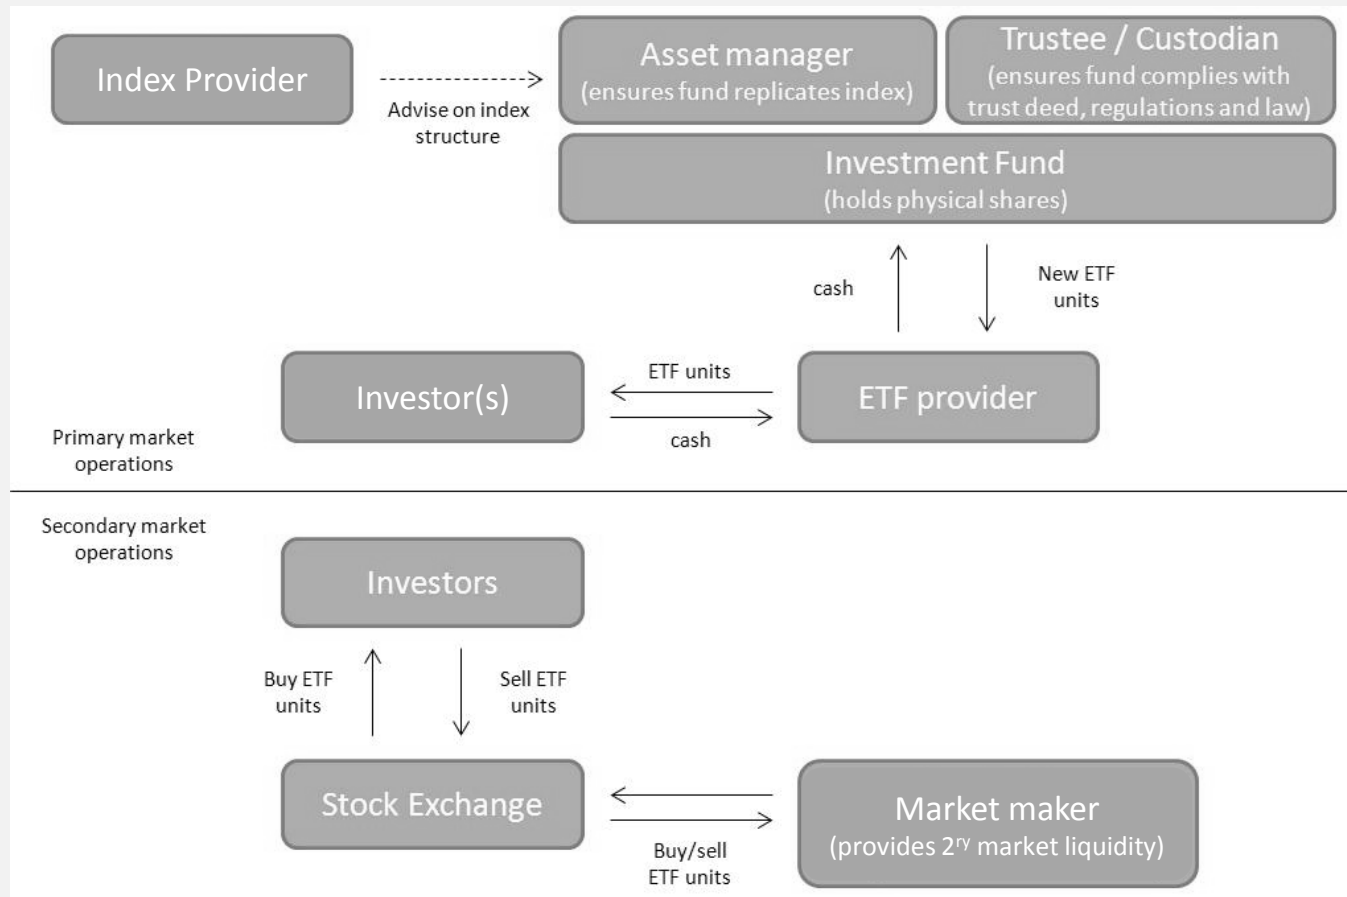 Index Provider
Advise on index
structure
Asset manager
(ensures fund replicates index)
Trustee / Custodian
(ensures fund complies with
trust deed, regulations and law)
Investment Fund
(holds physical shares)
cash
New ETF
units
Investor(s)
ETF units
cash
ETF provider
Primary market
operations
Secondary market
operations
Investors
Buy ETF
units
Sell ETF
units
Stock Exchange
Buy/sell
ETF units
Market maker
(provides 2ry market liquidity)